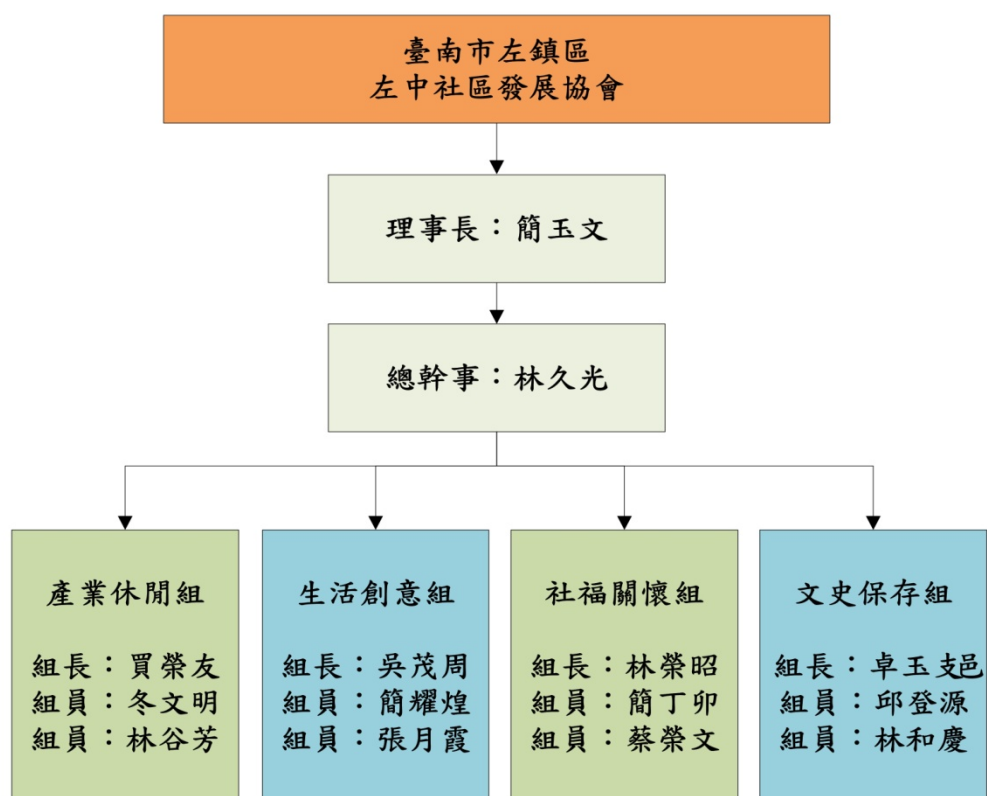 臺南市左鎮區
左中社區發展協會
理事長：簡玉文
總幹事：林久光
產業休閒組
組長：買榮友
組員：冬文明
組員：林谷芳
生活創意組
組長：吳茂周
組員：簡耀煌
組員：張月霞
社福關懷組
組長：林榮昭
組員：簡丁卯
組員：蔡榮文
文史保存組
組長：卓玉支邑
組員：邱登源
組員：林和慶